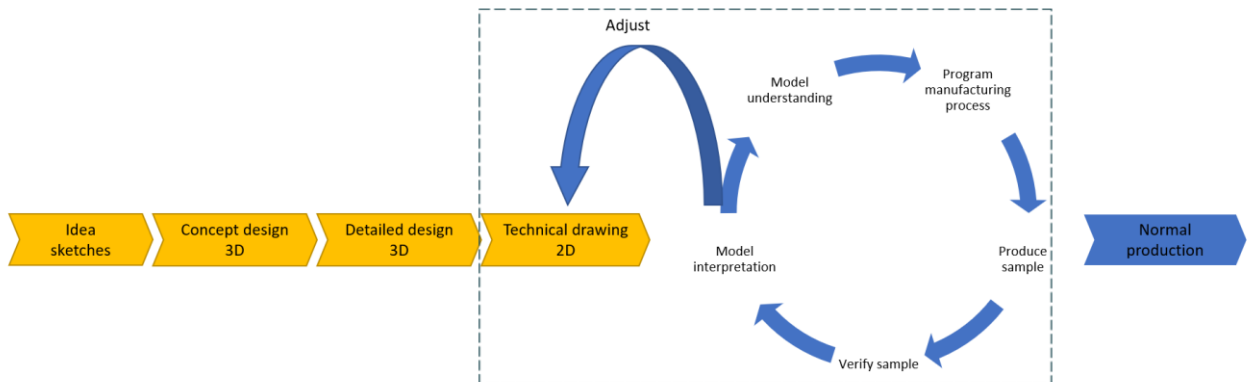 Adjust
Model
understanding
Program
manufacturing
process
Idea
sketches
Concept design
3D
Detailed design
3D
Technical drawing
2D
Model
interpretation
Produce
sample
Normal
production
Verify sample